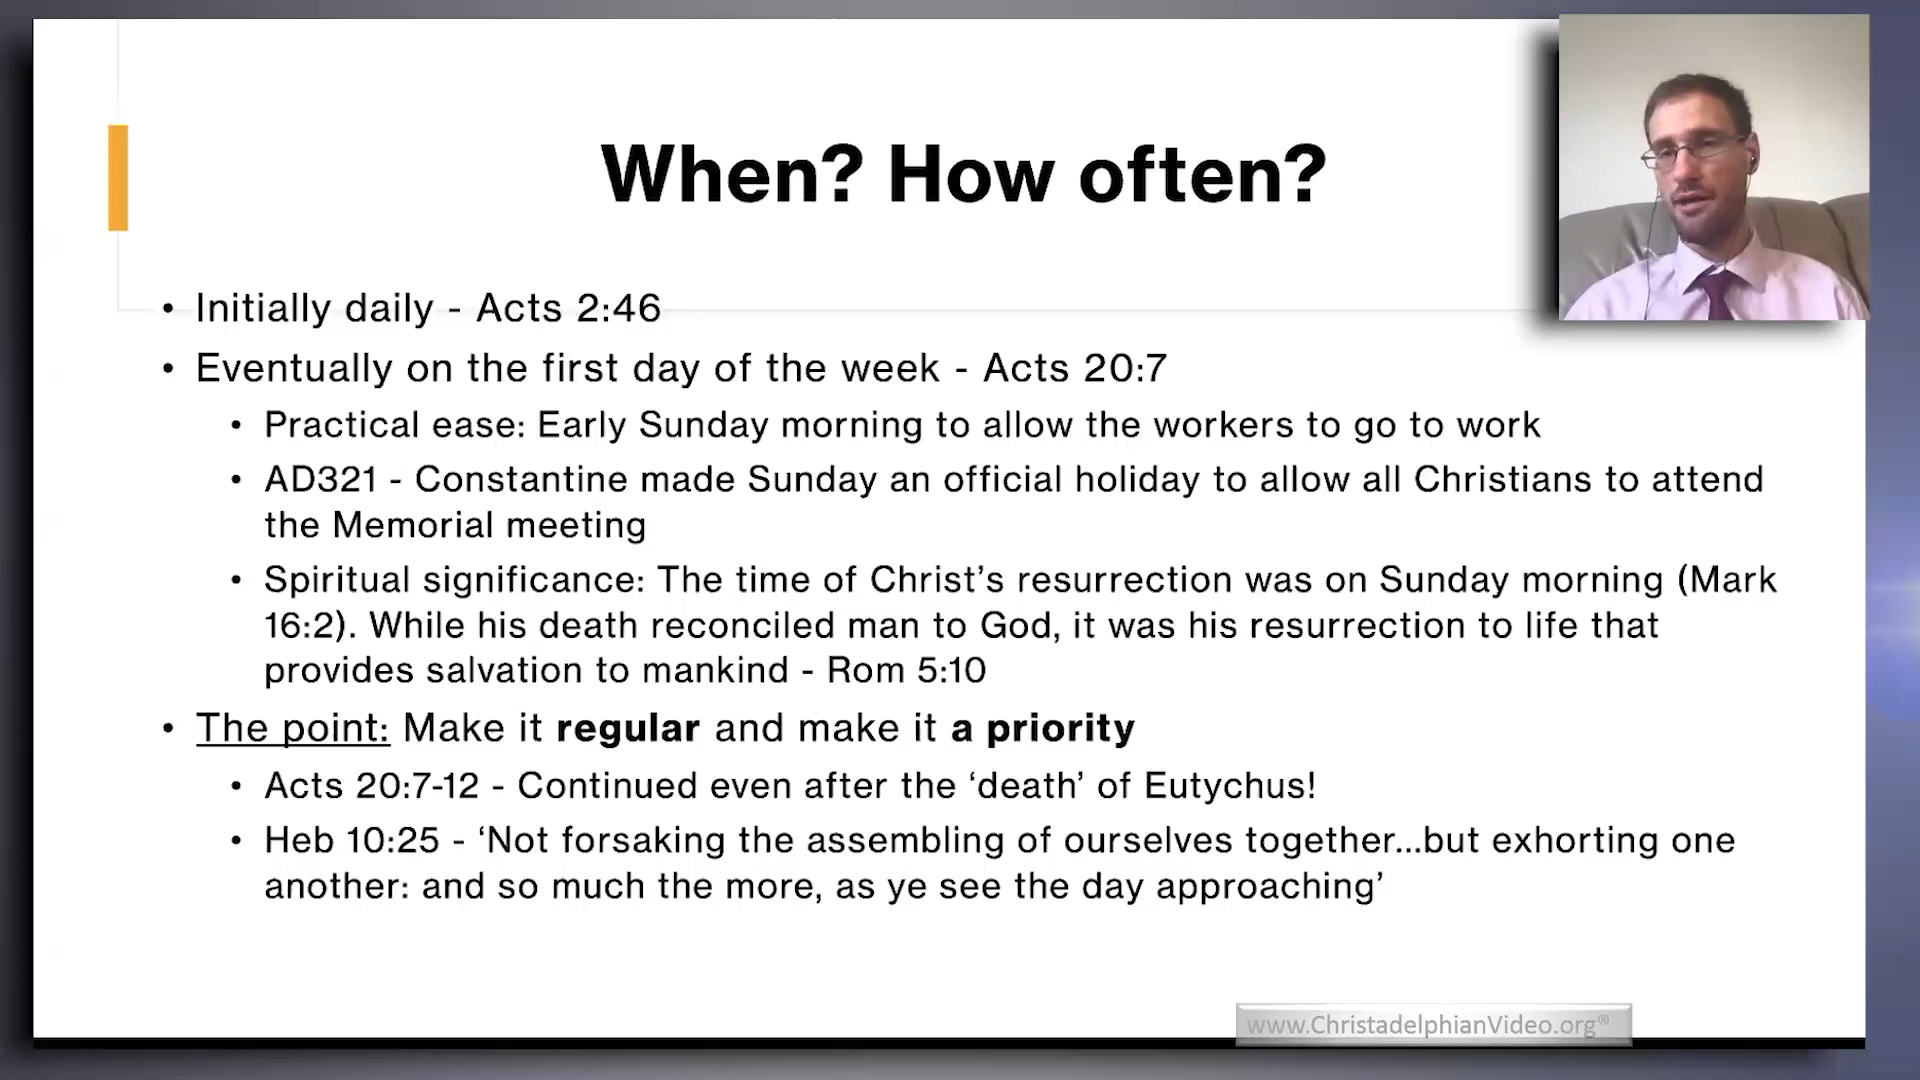 When? How often?
• Initially daily - Acts 2:46
• Eventually on the first day of the week - Acts 20:7
• Practical ease: Early Sunday morning to allow the workers to go to work
• AD321 - Constantine made Sunday an official holiday to allow all Christians to attend
the Memorial meeting
• Spiritual significance: The time of Christ’s resurrection was on Sunday morning (Mark
16:2). While his death reconciled man to God, it was his resurrection to life that
provides salvation to mankind - Rom 5:10
• The point: Make it regular and make it a priority
• Acts 20:7-12 - Continued even after the ‘death’ of Eutychus!
• Heb 10:25 - ‘Not forsaking the assembling of ourselves together...but exhorting one
another: and so much the more, as ye see the day approaching’
www.ChristadelphianVideo.org®